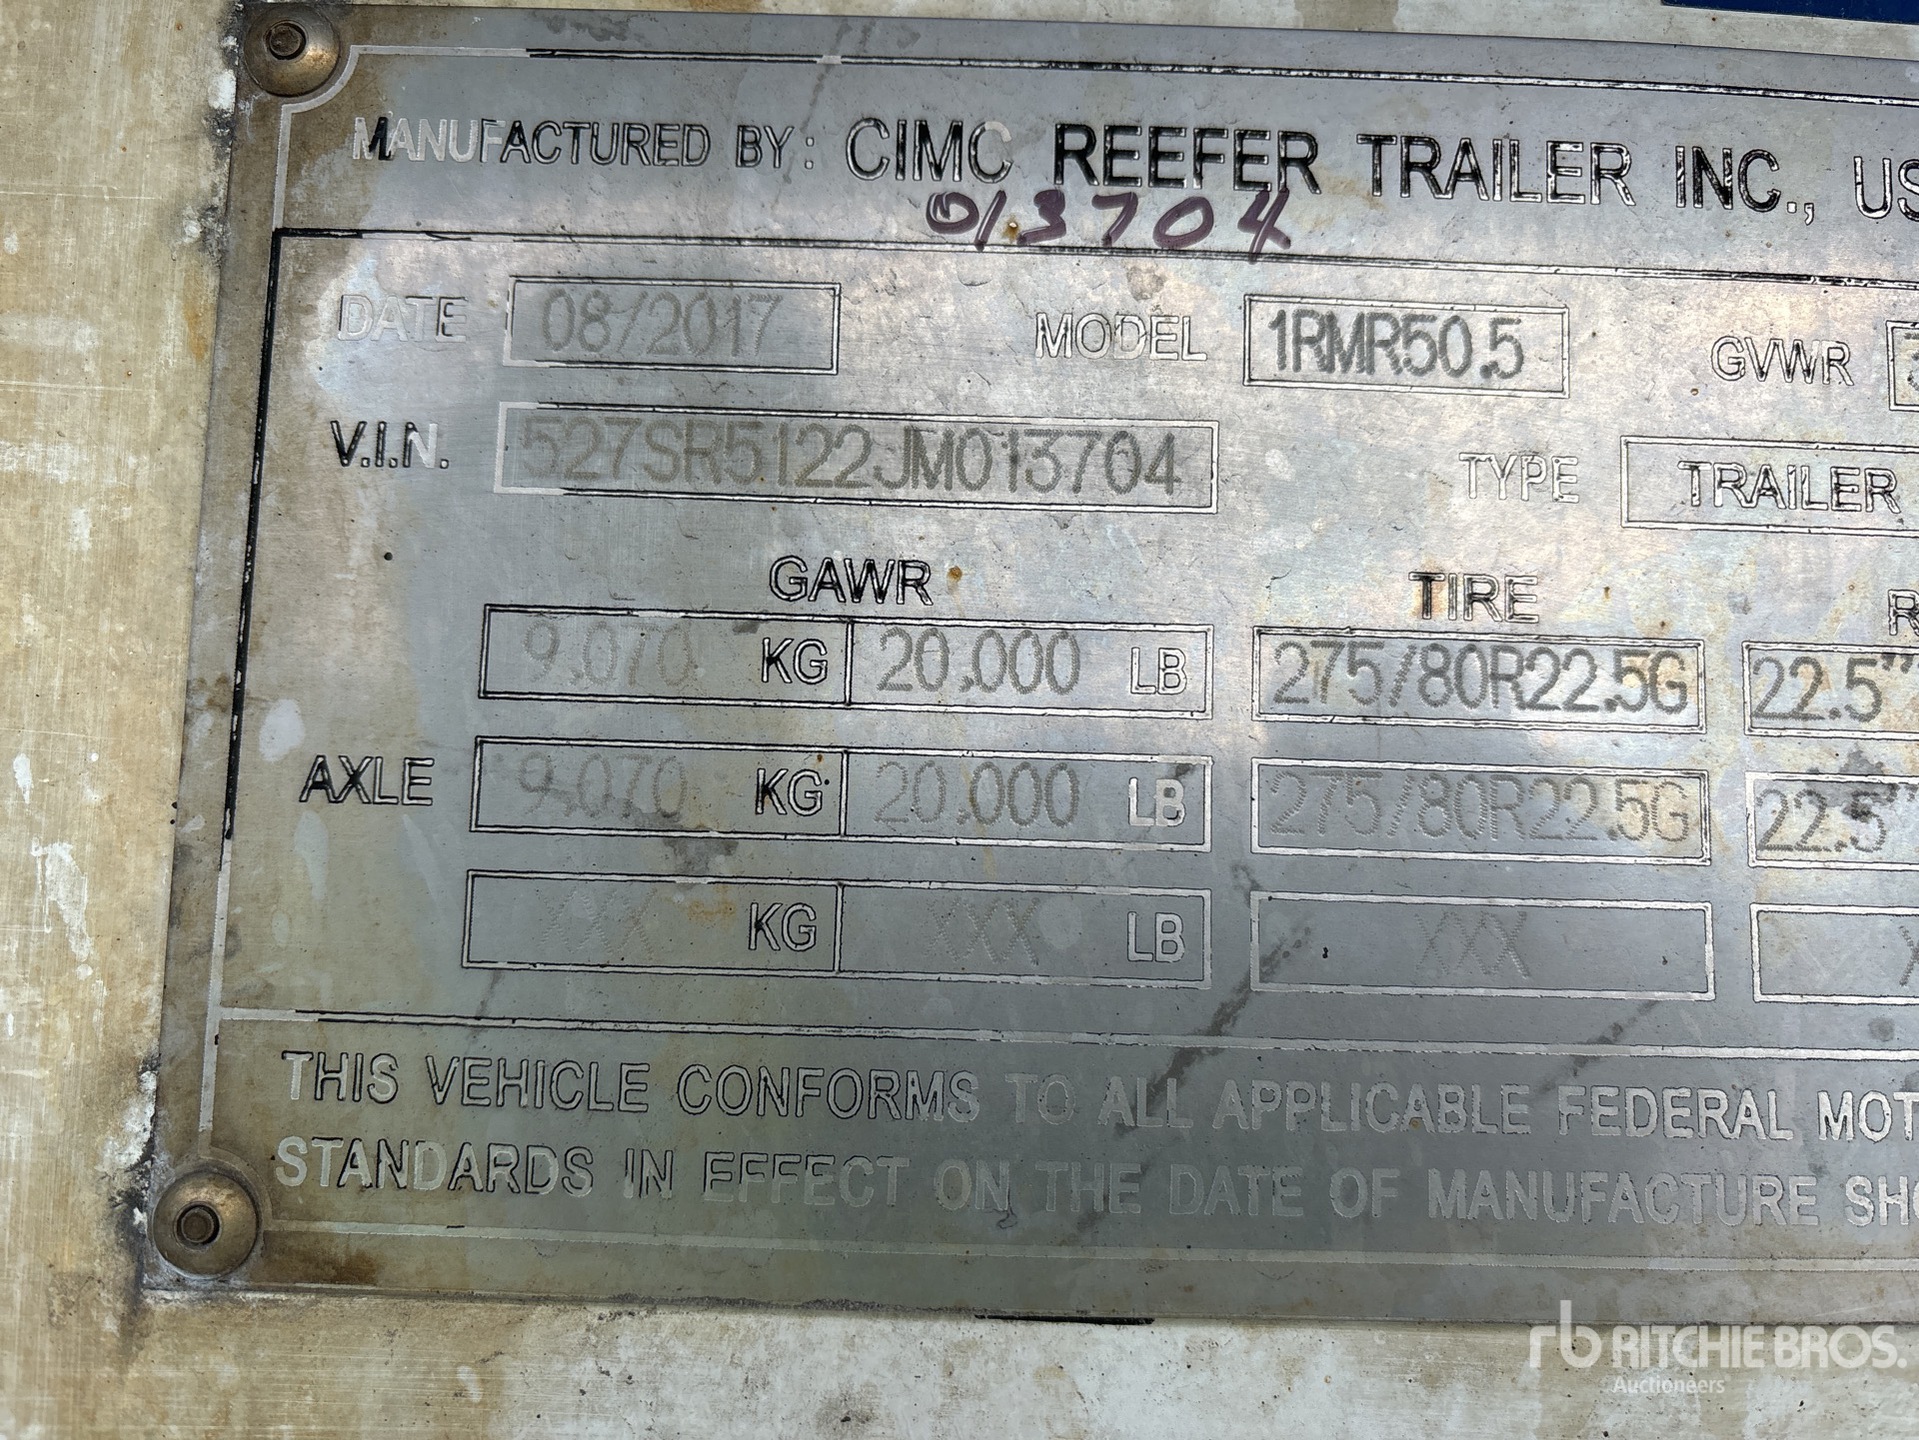 MANUFACTURED BY: CIMC REEFER TRAILER INC., US
013704
DATE 08/2017 MODEL 1RMR50.5 GVWR
V.I.N. 527SR5122JM013704 TYPE TRAILER
GAWR TIRE R
9,070 KG 20,000 LB 275/80R22.5G 22.5"
AXLE 9,070 KG 20,000 LB 275/80R22.5G 22.5"
XXX KG XXX LB XXX X
THIS VEHICLE CONFORMS TO ALL APPLICABLE FEDERAL MOT
STANDARDS IN EFFECT ON THE DATE OF MANUFACTURE SHO
rb RITCHIE BROS.
Auctioneers